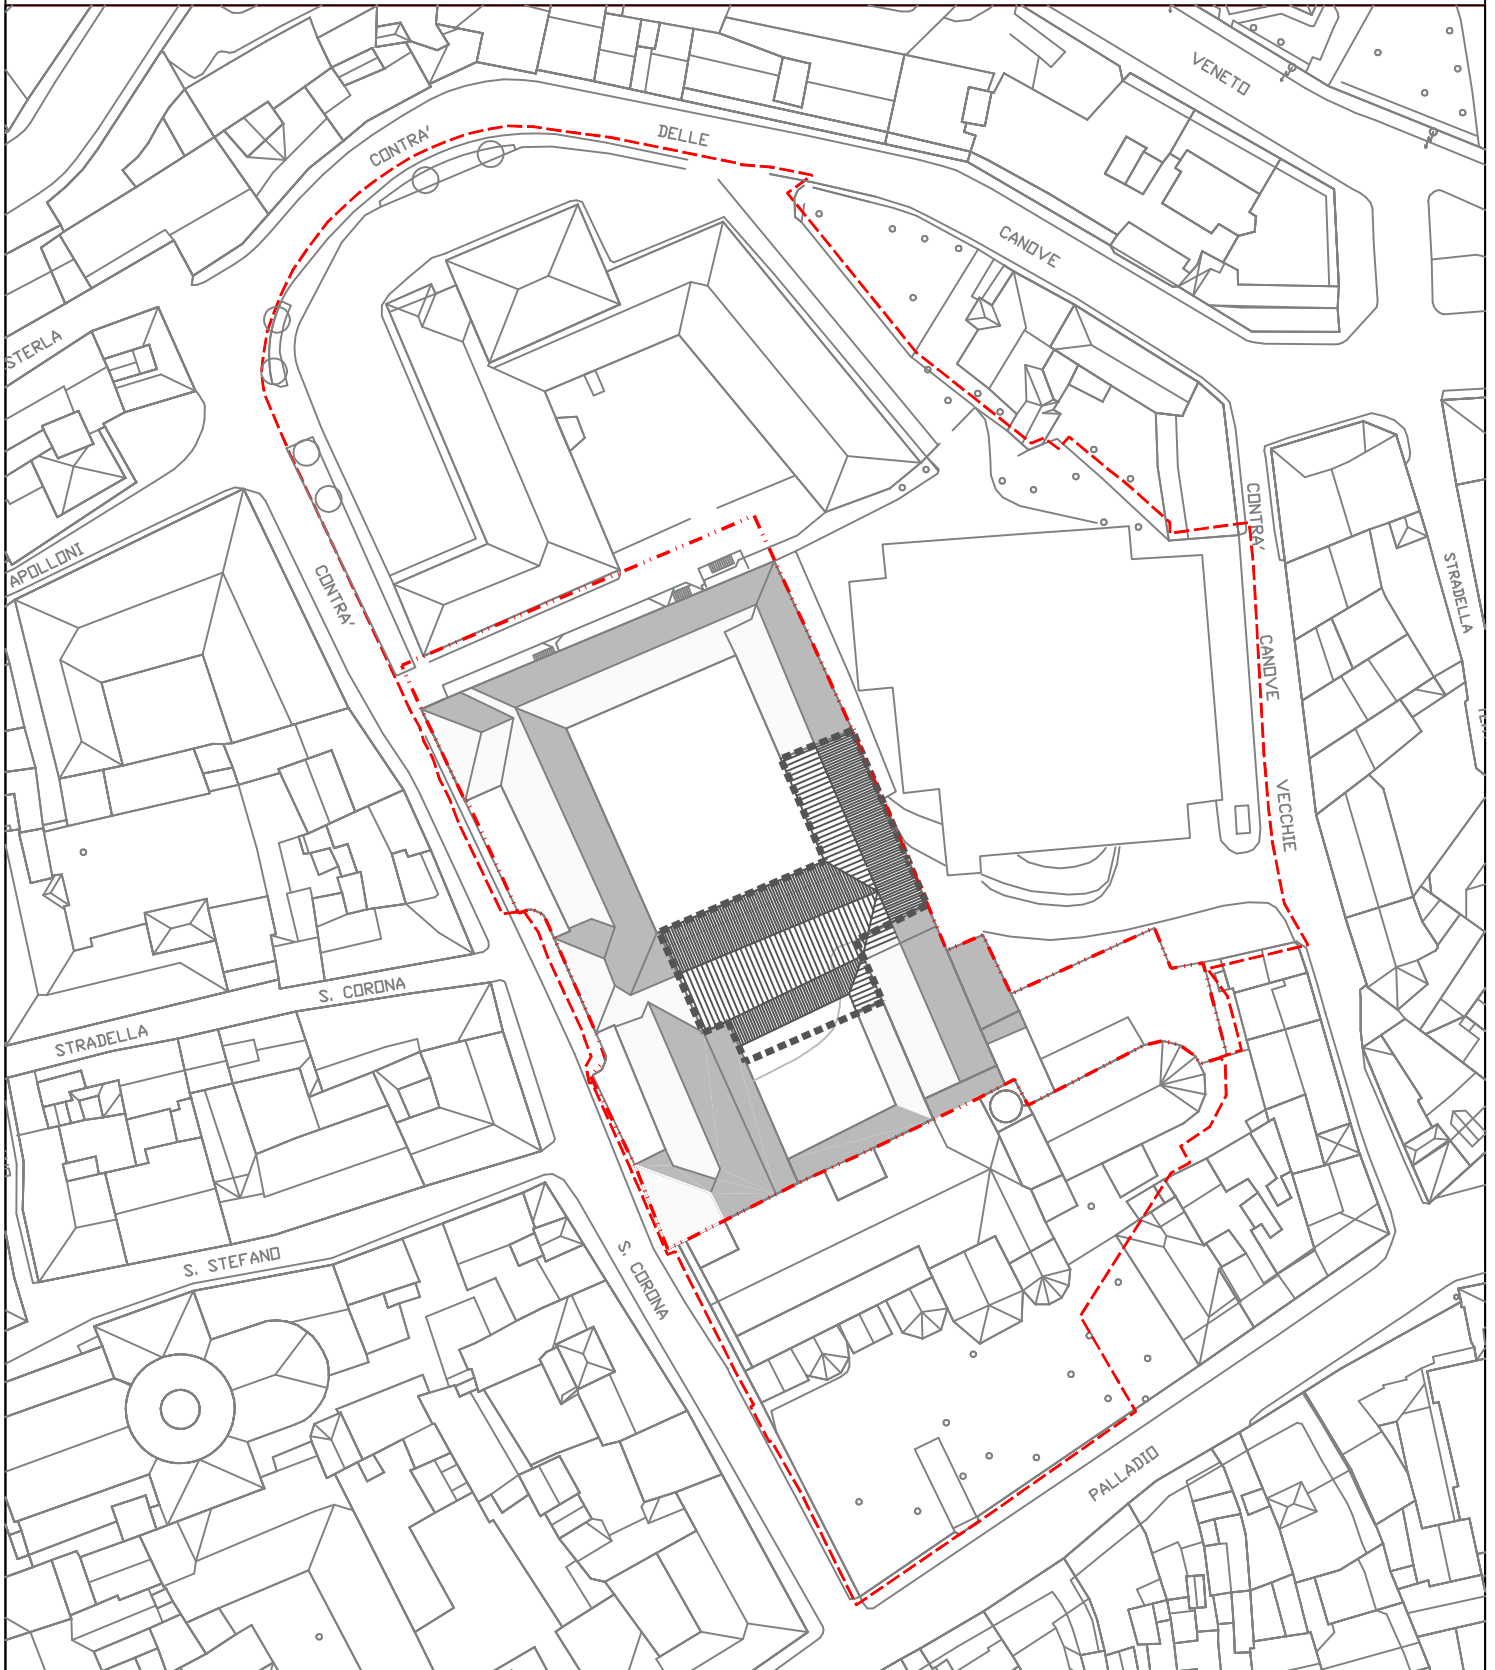 VENETO
CONTRA'
DELLE
CANOVE
STERLA
CONTRA'
APOLLONI
CONTRA'
STRADELLA
CANOVE
VECCHIE
S. CORONA
STRADELLA
S. STEFANO
S. CORONA
PALLADIO